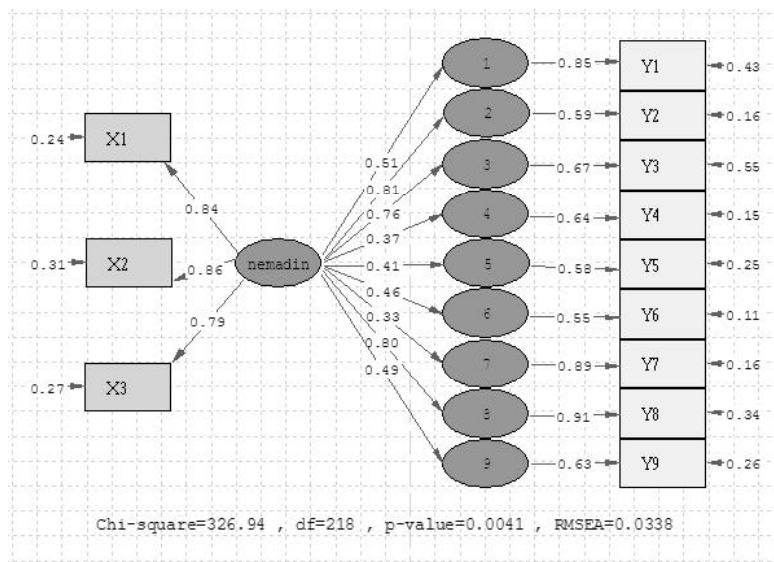 1 0.85 Y1 0.43
2 0.59 Y2 0.16
0.24 X1
3 0.67 Y3 0.55
0.51
0.81
0.76
0.37
0.84
4 0.64 Y4 0.15
0.31 X2 0.86 nemadin
0.41
5 0.58 Y5 0.25
0.46
0.33
0.80
0.49
6 0.55 Y6 0.11
0.79
7 0.89 Y7 0.16
0.27 X3
8 0.91 Y8 0.34
9 0.63 Y9 0.26
Chi-square=326.94 , df=218 , p-value=0.0041 , RMSEA=0.0338